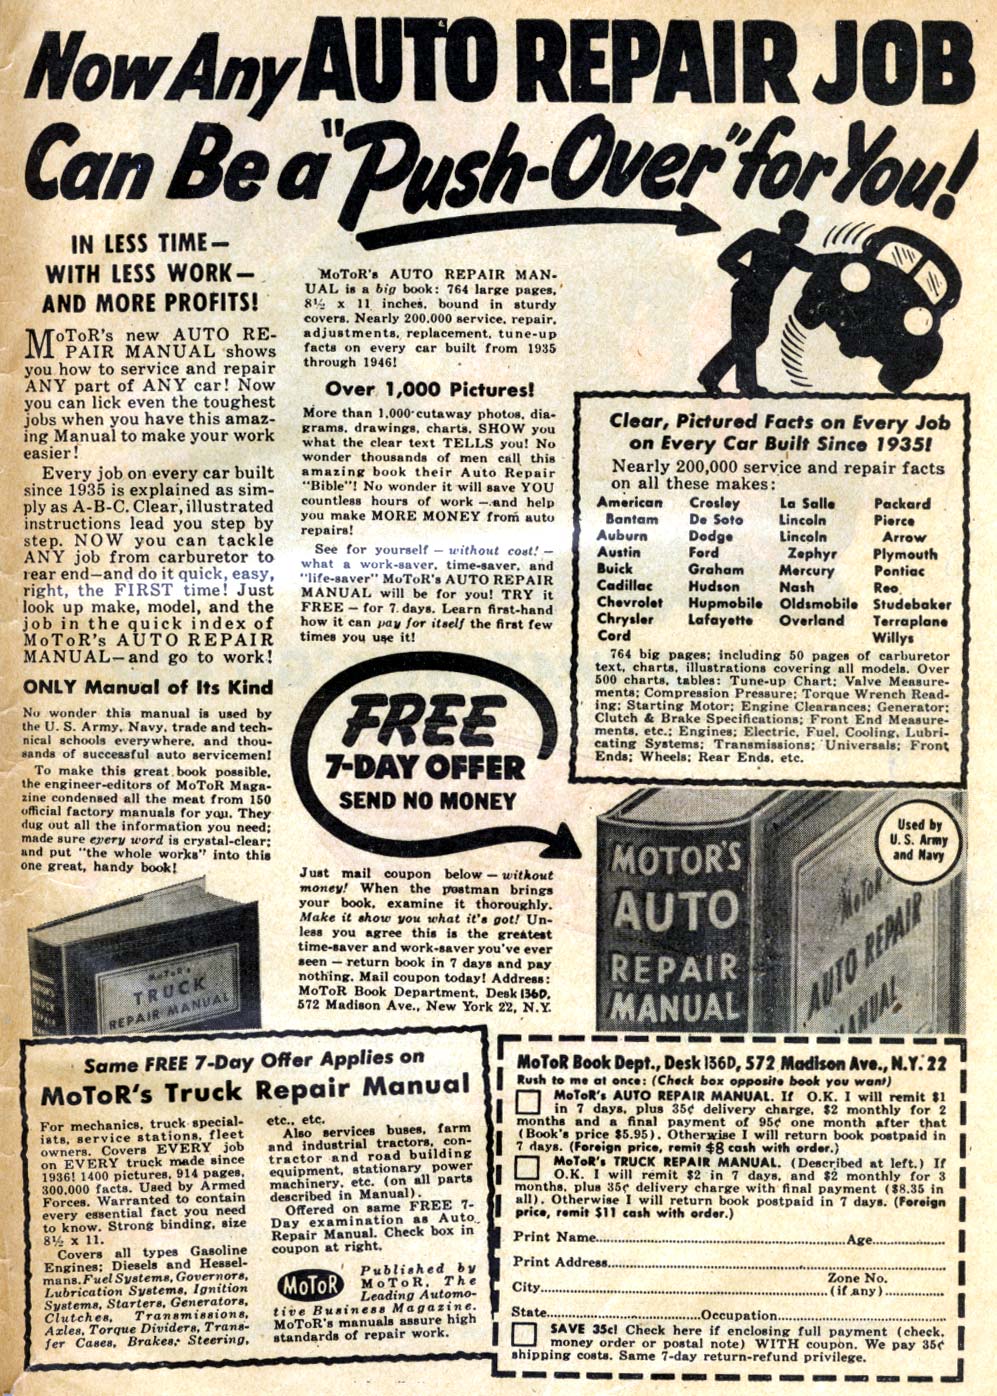 Now Any AUTO REPAIR JOB
Can Be a "Push-Over" for You!
IN LESS TIME—
WITH LESS WORK—
AND MORE PROFITS!
MoToR's new AUTO RE-
PAIR MANUAL shows
you how to service and repair
ANY part of ANY car! Now
you can lick even the toughest
jobs when you have this amaz-
ing Manual to make your work
easier!
Every job on every car built
since 1935 is explained as sim-
ply as A-B-C. Clear, illustrated
instructions lead you step by
step. NOW you can tackle
ANY job from carburetor to
rear end—and do it quick, easy,
right, the FIRST time! Just
look up make, model, and the
job in the quick index of
MoToR's AUTO REPAIR
MANUAL—and go to work!
ONLY Manual of Its Kind
No wonder this manual is used by
the U. S. Army, Navy, trade and tech-
nical schools everywhere, and thou-
sands of successful auto servicemen!
To make this great book possible,
the engineer-editors of MoToR Maga-
zine condensed all the meat from 150
official factory manuals for you. They
dug out all the information you need;
made sure every word is crystal-clear;
and put "the whole works" into this
one great, handy book!
MoToR's
TRUCK
REPAIR MANUAL
MoToR's AUTO REPAIR MAN-
UAL is a big book: 764 large pages,
8½ x 11 inches, bound in sturdy
covers. Nearly 200,000 service, repair,
adjustments, replacement, tune-up
facts on every car built from 1935
through 1946!
Over 1,000 Pictures!
More than 1,000 cutaway photos, dia-
grams, drawings, charts, SHOW you
what the clear text TELLS you! No
wonder thousands of men call this
amazing book their Auto Repair
"Bible"! No wonder it will save YOU
countless hours of work — and help
you make MORE MONEY from auto
repairs!
See for yourself — without cost! —
what a work-saver, time-saver, and
"life-saver" MoToR's AUTO REPAIR
MANUAL will be for you! TRY it
FREE – for 7 days. Learn first-hand
how it can pay for itself the first few
times you use it!
FREE
7-DAY OFFER
SEND NO MONEY
Just mail coupon below — without
money! When the postman brings
your book, examine it thoroughly.
Make it show you what it's got! Un-
less you agree this is the greatest
time-saver and work-saver you've ever
seen — return book in 7 days and pay
nothing. Mail coupon today! Address:
MoToR Book Department, Desk 136D,
572 Madison Ave., New York 22, N.Y.
Clear, Pictured Facts on Every Job
on Every Car Built Since 1935!
Nearly 200,000 service and repair facts
on all these makes:
American
Bantam
Auburn
Austin
Buick
Cadillac
Chevrolet
Chrysler
Cord
Crosley
De Soto
Dodge
Ford
Graham
Hudson
Hupmobile
Lafayette
La Salle
Lincoln
Lincoln
Zephyr
Mercury
Nash
Oldsmobile
Overland
Packard
Pierce
Arrow
Plymouth
Pontiac
Reo
Studebaker
Terraplane
Willys
764 big pages; including 50 pages of carburetor
text, charts, illustrations covering all models. Over
500 charts, tables: Tune-up Chart; Valve Measure-
ments; Compression Pressure; Torque Wrench Read-
ing; Starting Motor; Engine Clearances; Generator;
Clutch & Brake Specifications; Front End Measure-
ments, etc.; Engines; Electric, Fuel, Cooling, Lubri-
cating Systems; Transmissions; Universals; Front
Ends; Wheels; Rear Ends, etc.
Used by
U. S. Army
and Navy
MOTOR'S
AUTO
REPAIR
MANUAL
MoToR's
AUTO REPAIR
MANUAL
Same FREE 7-Day Offer Applies on
MoToR's Truck Repair Manual
For mechanics, truck special-
ists, service stations, fleet
owners. Covers EVERY job
on EVERY truck made since
1936! 1400 pictures, 914 pages,
300,000 facts. Used by Armed
Forces. Warranted to contain
every essential fact you need
to know. Strong binding, size
8½ x 11.
Covers all types Gasoline
Engines; Diesels and Hessel-
mans. Fuel Systems, Governors,
Lubrication Systems, Ignition
Systems, Starters, Generators,
Clutches, Transmissions,
Axles, Torque Dividers, Trans-
fer Cases, Brakes, Steering,
etc., etc.
Also services buses, farm
and industrial tractors, con-
tractor and road building
equipment, stationary power
machinery, etc. (on all parts
described in Manual).
Offered on same FREE 7-
Day examination as Auto
Repair Manual. Check box in
coupon at right.
MoToR
Published by
MoToR, The
Leading Automo-
tive Business Magazine.
MoToR's manuals assure high
standards of repair work.
MoToR Book Dept., Desk 136D, 572 Madison Ave., N.Y. 22
Rush to me at once: (Check box opposite book you want)
MoToR's AUTO REPAIR MANUAL. If O.K. I will remit $1
in 7 days, plus 35¢ delivery charge, $2 monthly for 2
months and a final payment of 95¢ one month after that
(Book's price $5.95). Otherwise I will return book postpaid in
7 days. (Foreign price, remit $8 cash with order.)
MoToR's TRUCK REPAIR MANUAL. (Described at left.) If
O.K. I will remit $2 in 7 days, and $2 monthly for 3
months, plus 35¢ delivery charge with final payment ($8.35 in
all). Otherwise I will return book postpaid in 7 days. (Foreign
price, remit $11 cash with order.)
Print Name.....Age.....
Print Address.....
Zone No.
City.....(if any).....
State.....Occupation.....
SAVE 35c! Check here if enclosing full payment (check,
money order or postal note) WITH coupon. We pay 35¢
shipping costs. Same 7-day return-refund privilege.